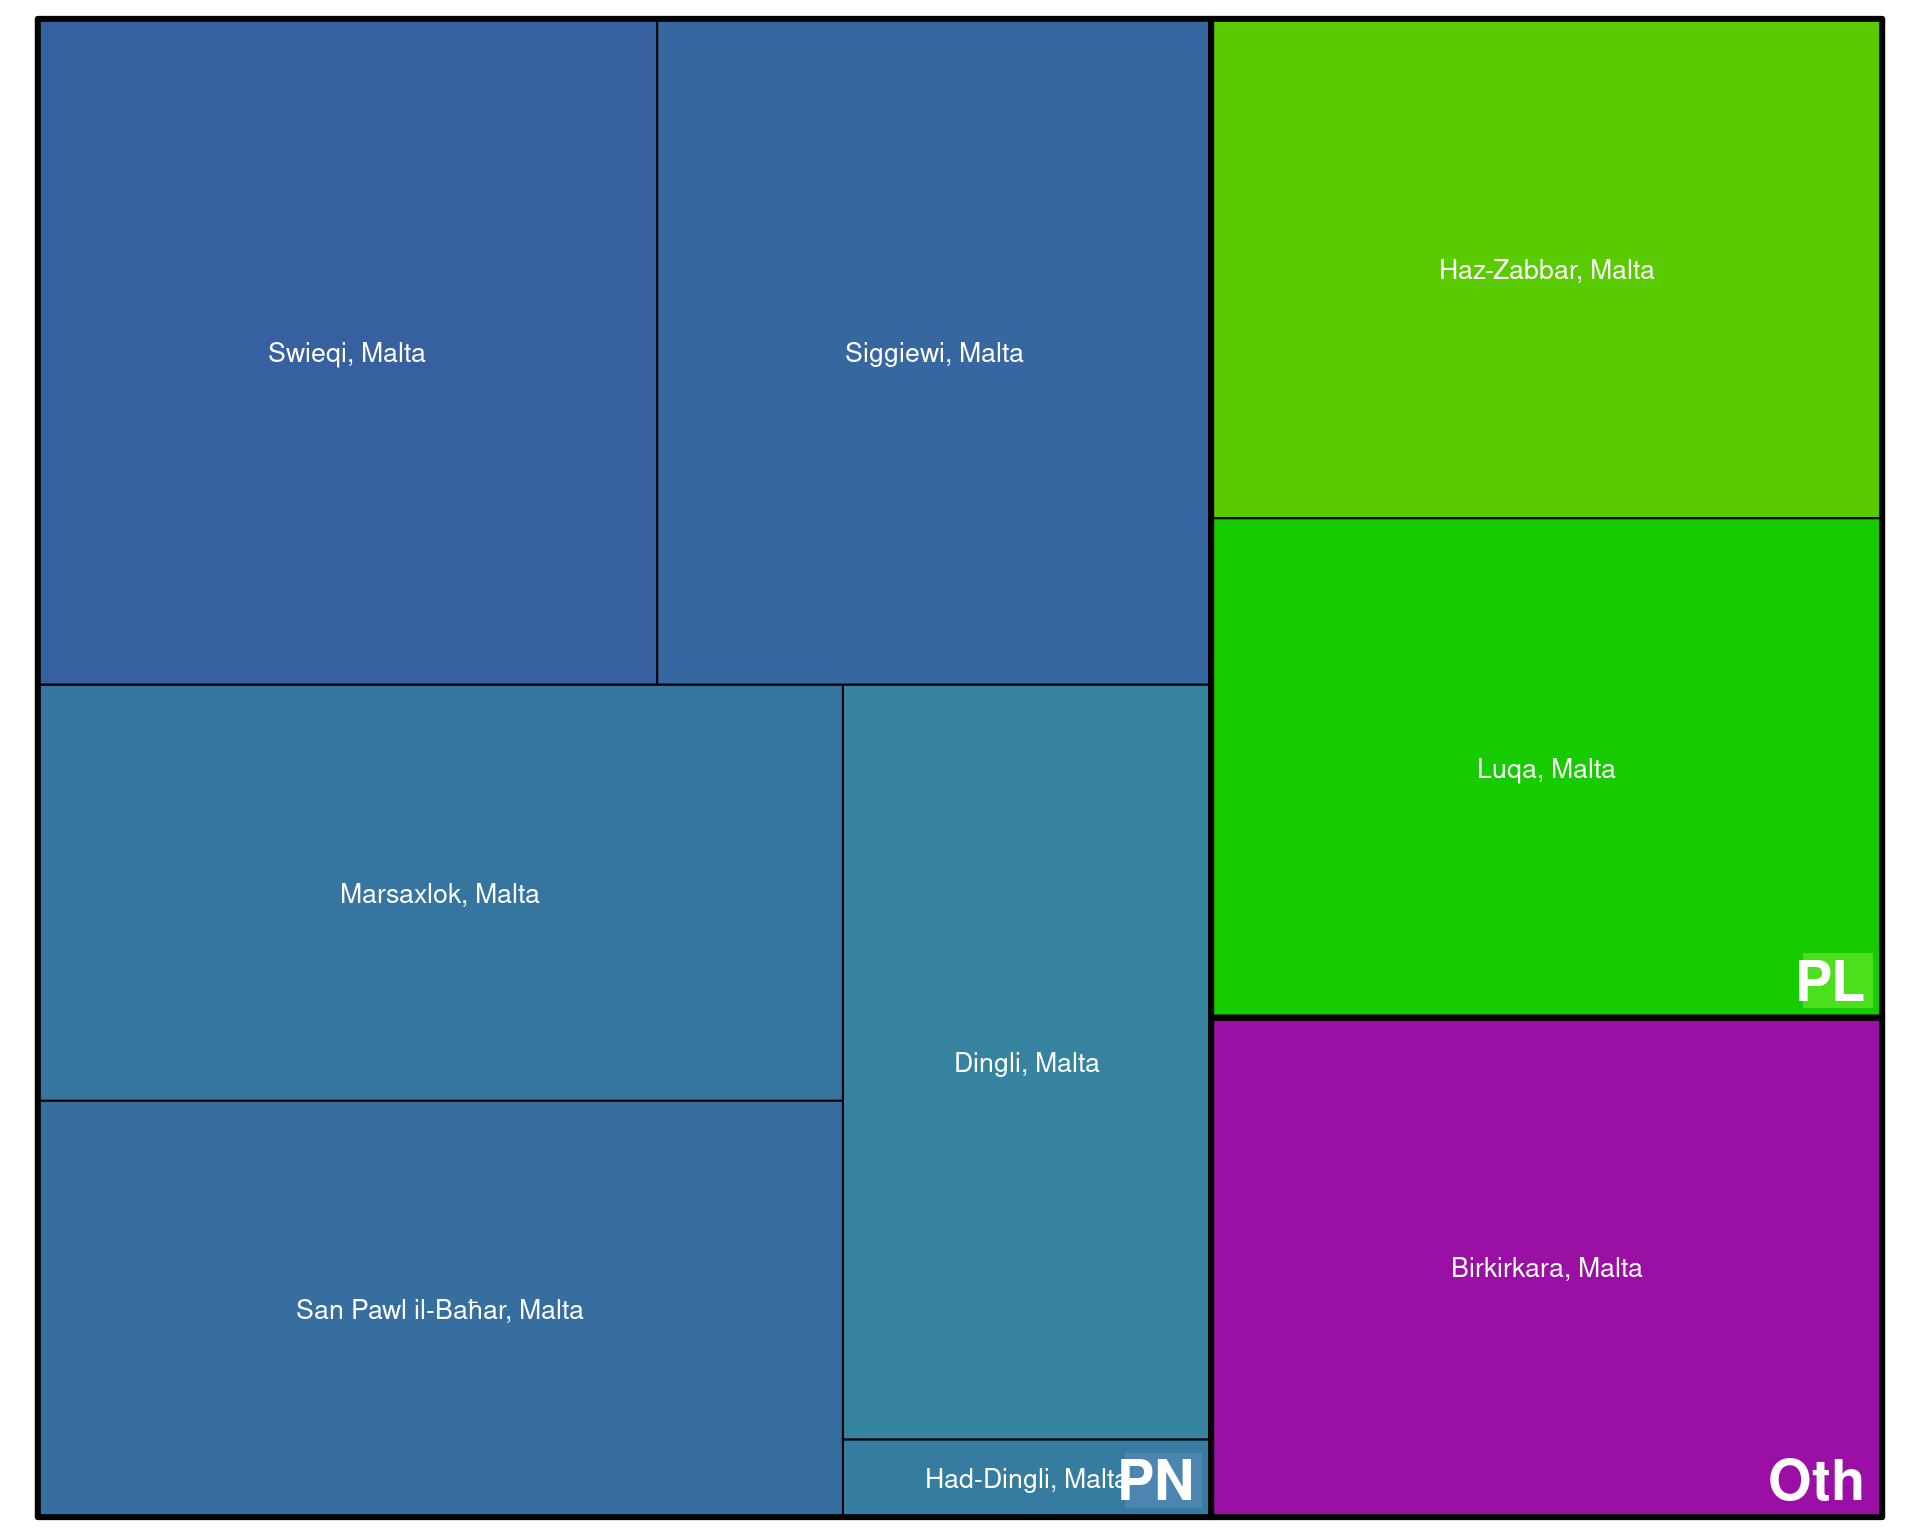 Swieqi, Malta
Siggiewi, Malta
Haz-Zabbar, Malta
Luqa, Malta
PL
Marsaxlok, Malta
Dingli, Malta
San Pawl il-Baħar, Malta
Had-Dingli, Malta
PN
Birkirkara, Malta
Oth